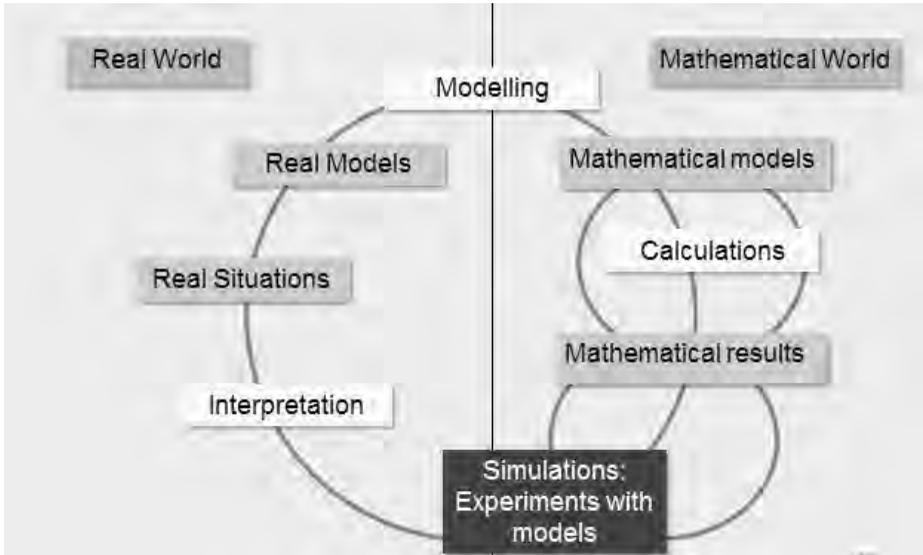 Real World
Mathematical World
Modelling
Real Models
Mathematical models
Calculations
Real Situations
Mathematical results
Interpretation
Simulations:
Experiments with
models